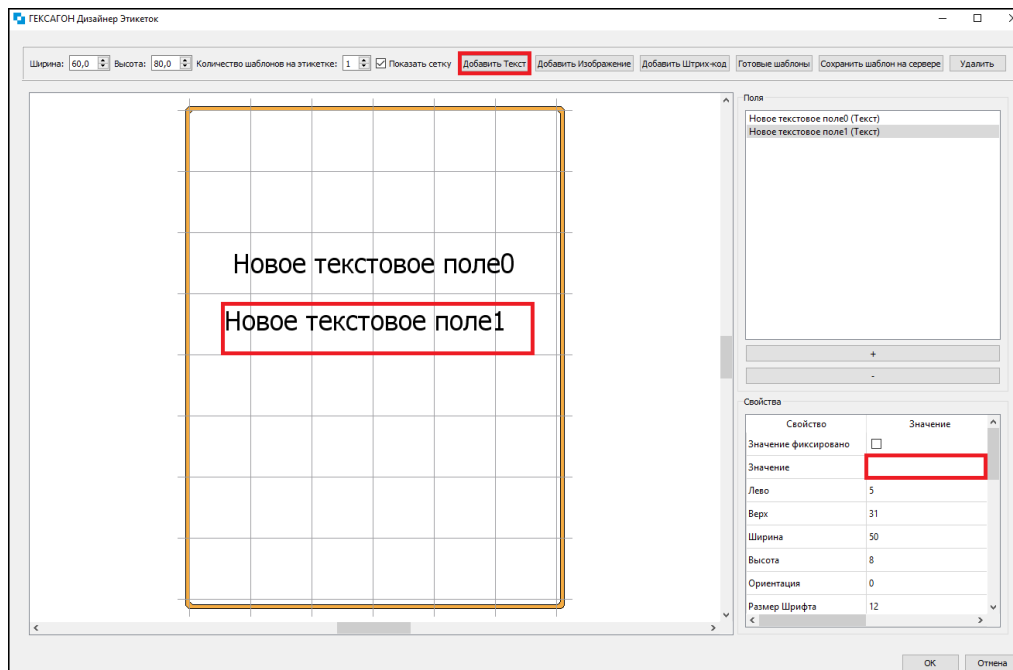 ГЕКСАГОН Дизайнер Этикеток
Ширина: 60,0 Высота: 80,0 Количество шаблонов на этикетке: 1 Показать сетку Добавить Текст Добавить Изображение Добавить Штрих-код Готовые шаблоны Сохранить шаблон на сервере Удалить
Поля
Новое текстовое поле0 (Текст)
Новое текстовое поле1 (Текст)
Новое текстовое поле0
Новое текстовое поле1
+
-
Свойства
Свойство Значение
Значение фиксировано
Значение
Лево 5
Верх 31
Ширина 50
Высота 8
Ориентация 0
Размер Шрифта 12
ОК Отмена